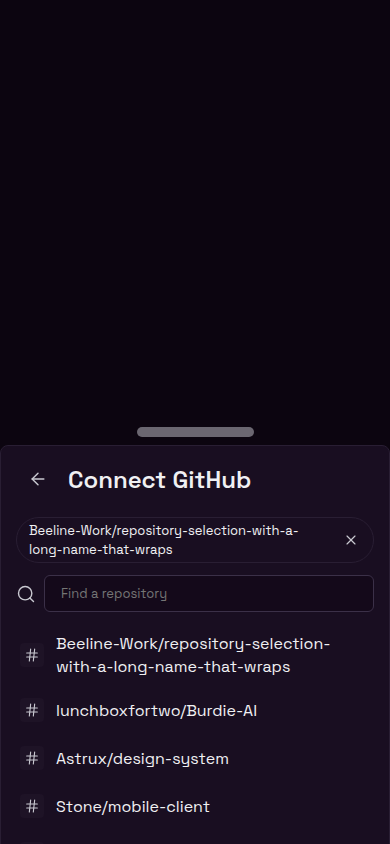 Connect GitHub
Beeline-Work/repository-selection-with-a-
long-name-that-wraps
Find a repository
Beeline-Work/repository-selection-
with-a-long-name-that-wraps
lunchboxfortwo/Burdie-AI
Astrux/design-system
Stone/mobile-client